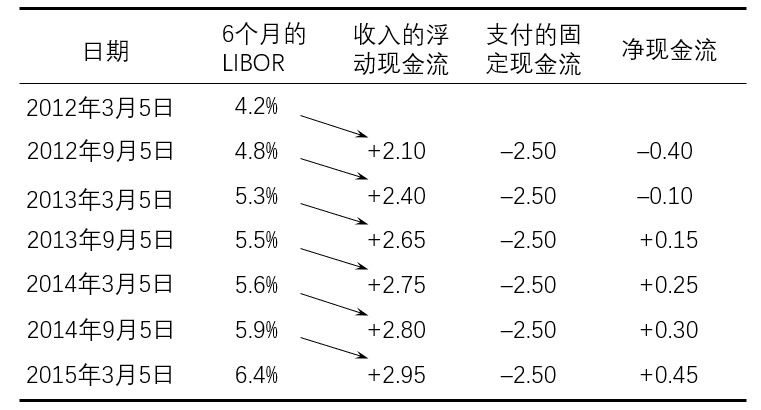 日期 6个月的LIBOR 收入的浮动现金流 支付的固定现金流 净现金流
2012年3月5日 4.2%
2012年9月5日 4.8% +2.10 –2.50 –0.40
2013年3月5日 5.3% +2.40 –2.50 –0.10
2013年9月5日 5.5% +2.65 –2.50 +0.15
2014年3月5日 5.6% +2.75 –2.50 +0.25
2014年9月5日 5.9% +2.80 –2.50 +0.30
2015年3月5日 6.4% +2.95 –2.50 +0.45